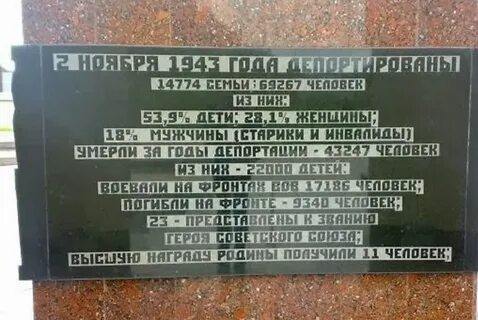 2 НОЯБРЯ 1943 ГОДА ДЕПОРТИРОВАНЫ
14774 СЕМЬИ; 69267 ЧЕЛОВЕК
ИЗ НИХ:
53,9% ДЕТИ; 28,1% ЖЕНЩИНЫ;
18% МУЖЧИНЫ (СТАРИКИ И ИНВАЛИДЫ)
УМЕРЛИ ЗА ГОДЫ ДЕПОРТАЦИИ - 43247 ЧЕЛОВЕК
ИЗ НИХ - 22000 ДЕТЕЙ.
ВОЕВАЛИ НА ФРОНТАХ ВОВ 17186 ЧЕЛОВЕК;
ПОГИБЛИ НА ФРОНТЕ - 9340 ЧЕЛОВЕК;
23 - ПРЕДСТАВЛЕНЫ К ЗВАНИЮ
ГЕРОЯ СОВЕТСКОГО СОЮЗА;
ВЫСШУЮ НАГРАДУ РОДИНЫ ПОЛУЧИЛИ 11 ЧЕЛОВЕК;